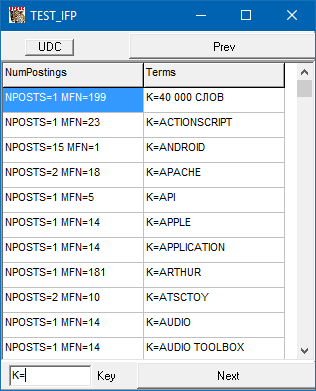 TEST_IFP
UDC Prev
NumPostings Terms
NPOSTS=1 MFN=199 K=40 000 СЛОВ
NPOSTS=1 MFN=23 K=ACTIONSCRIPT
NPOSTS=15 MFN=1 K=ANDROID
NPOSTS=2 MFN=18 K=APACHE
NPOSTS=1 MFN=5 K=API
NPOSTS=1 MFN=14 K=APPLE
NPOSTS=1 MFN=14 K=APPLICATION
NPOSTS=1 MFN=181 K=ARTHUR
NPOSTS=2 MFN=10 K=ATSCTOY
NPOSTS=1 MFN=14 K=AUDIO
NPOSTS=1 MFN=14 K=AUDIO TOOLBOX
K= Key Next